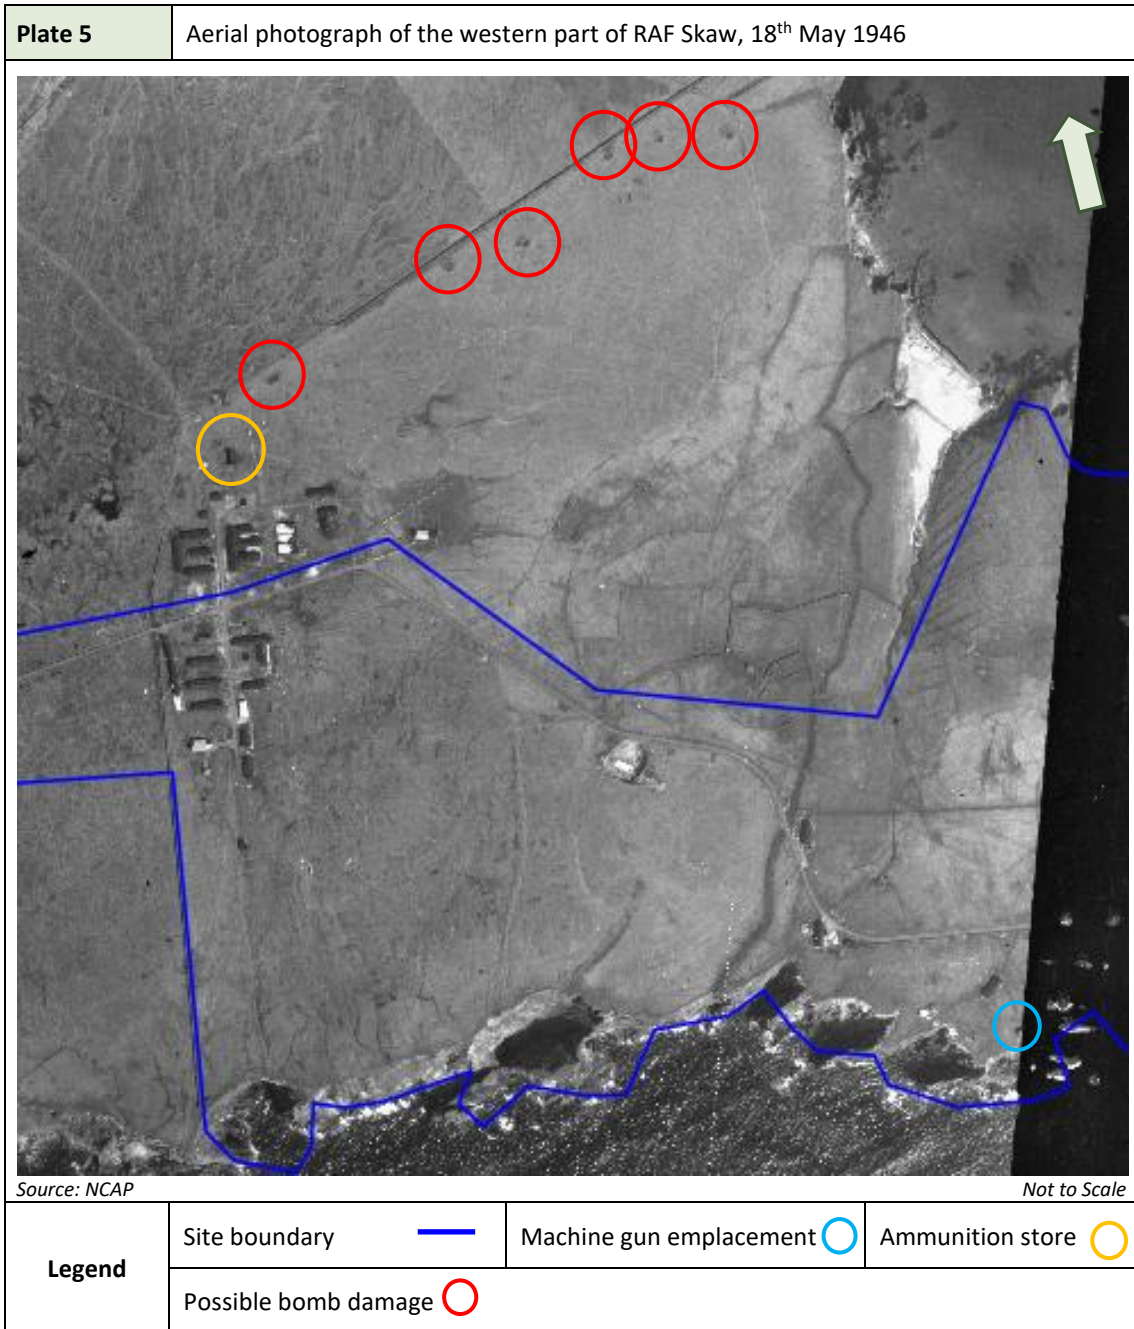 Plate 5
Aerial photograph of the western part of RAF Skaw, 18th May 1946
Source: NCAP
Not to Scale
Legend
Site boundary
Machine gun emplacement
Ammunition store
Possible bomb damage